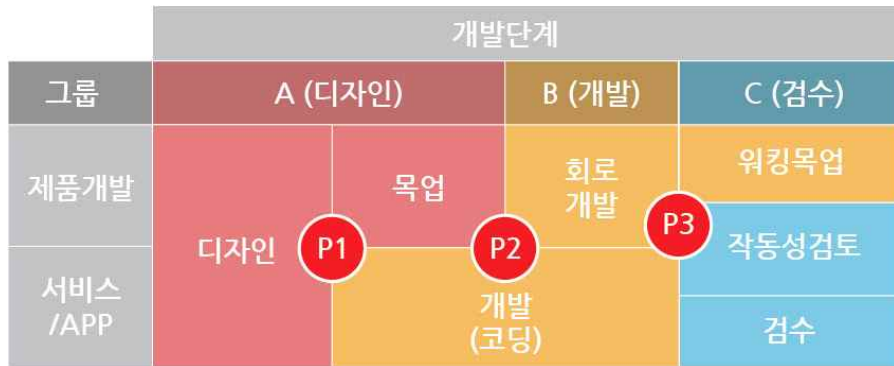 개발단계
그룹
A (디자인)
B (개발)
C (검수)
제품개발
디자인
목업
회로
개발
워킹목업
P1
P2
P3
작동성검토
서비스
/APP
개발
(코딩)
검수